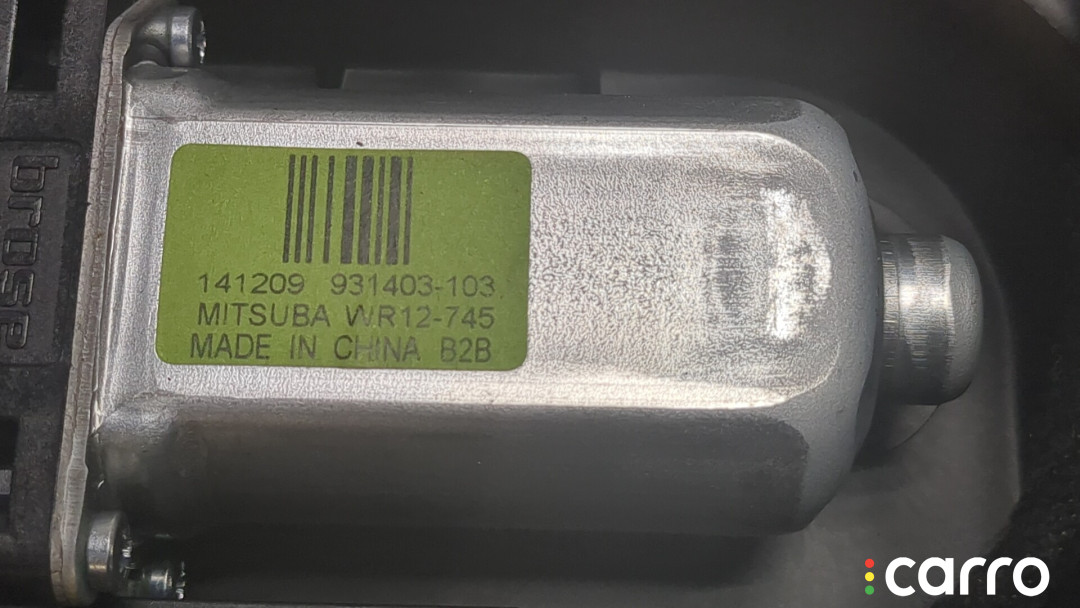 brose
141209 931403-103
MITSUBA WR12-745
MADE IN CHINA B2B
carro